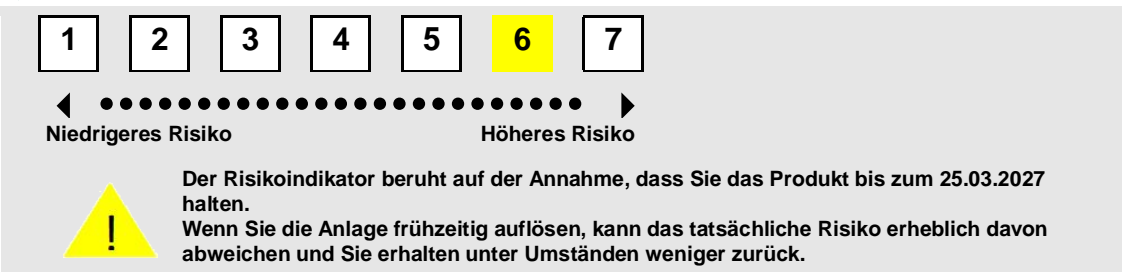 1 2 3 4 5 6 7
Niedrigeres Risiko Höheres Risiko
Der Risikoindikator beruht auf der Annahme, dass Sie das Produkt bis zum 25.03.2027
halten.
Wenn Sie die Anlage frühzeitig auflösen, kann das tatsächliche Risiko erheblich davon
! abweichen und Sie erhalten unter Umständen weniger zurück.